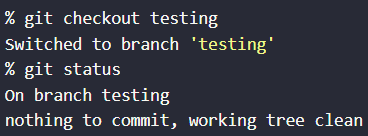 % git checkout testing
Switched to branch 'testing'
% git status
On branch testing
nothing to commit, working tree clean